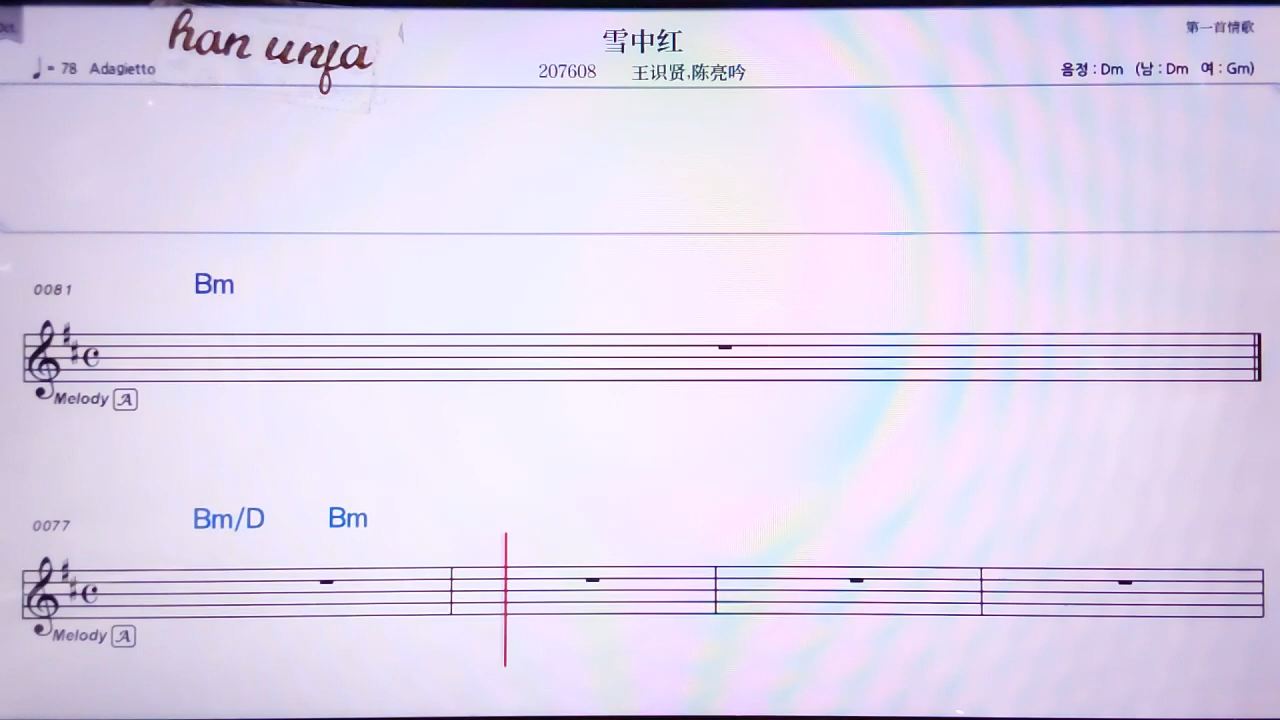 han unfa
雪中红
第一首情歌
♩= 78 Adagietto
207608 王识贤,陈亮吟
음정 : Dm (남 : Dm 여 : Gm)
0081 Bm
Melody A
0077 Bm/D Bm
Melody A